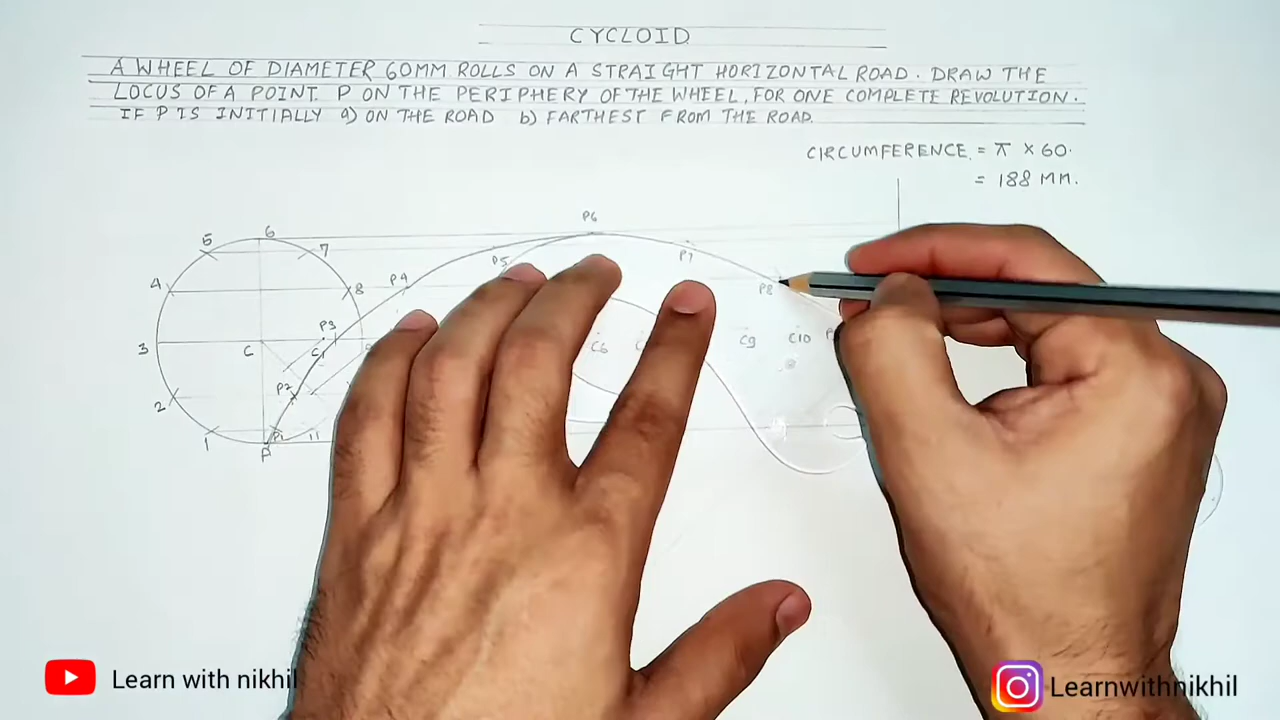 CYCLOID
A WHEEL OF DIAMETER 60MM ROLLS ON A STRAIGHT HORIZONTAL ROAD. DRAW THE
LOCUS OF A POINT P ON THE PERIPHERY OF THE WHEEL, FOR ONE COMPLETE REVOLUTION.
IF P IS INITIALLY a) ON THE ROAD b) FARTHEST FROM THE ROAD.
CIRCUMFERENCE = π × 60.
= 188 MM.
P6
5 6 7
P5 P7
4 8 P4 P8
3 C C1 P3 C6 C9 C10
2 P2
1 P1 11
P
Learn with nikhil
Learnwithnikhil